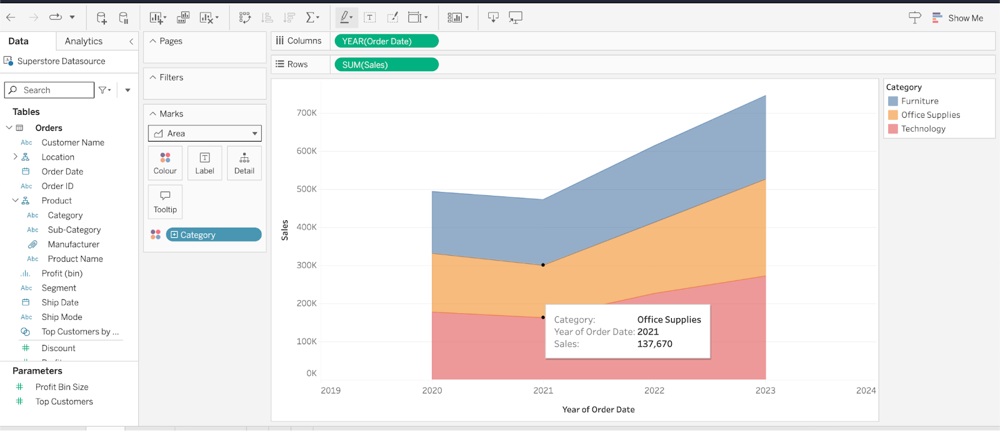 Show Me
Data
Analytics
Superstore Datasource
Search
Tables
Orders
Abc Customer Name
Location
Order Date
Abc Order ID
Product
Abc Category
Abc Sub-Category
Manufacturer
Abc Product Name
Profit (bin)
Abc Segment
Ship Date
Abc Ship Mode
Top Customers by ...
Discount
Parameters
Profit Bin Size
Top Customers
Pages
Filters
Marks
Area
Colour
Label
Detail
Tooltip
Category
Columns
YEAR(Order Date)
Rows
SUM(Sales)
Sales
700K
600K
500K
400K
300K
200K
100K
0K
Category: Office Supplies
Year of Order Date: 2021
Sales: 137,670
2019 2020 2021 2022 2023 2024
Year of Order Date
Category
Furniture
Office Supplies
Technology